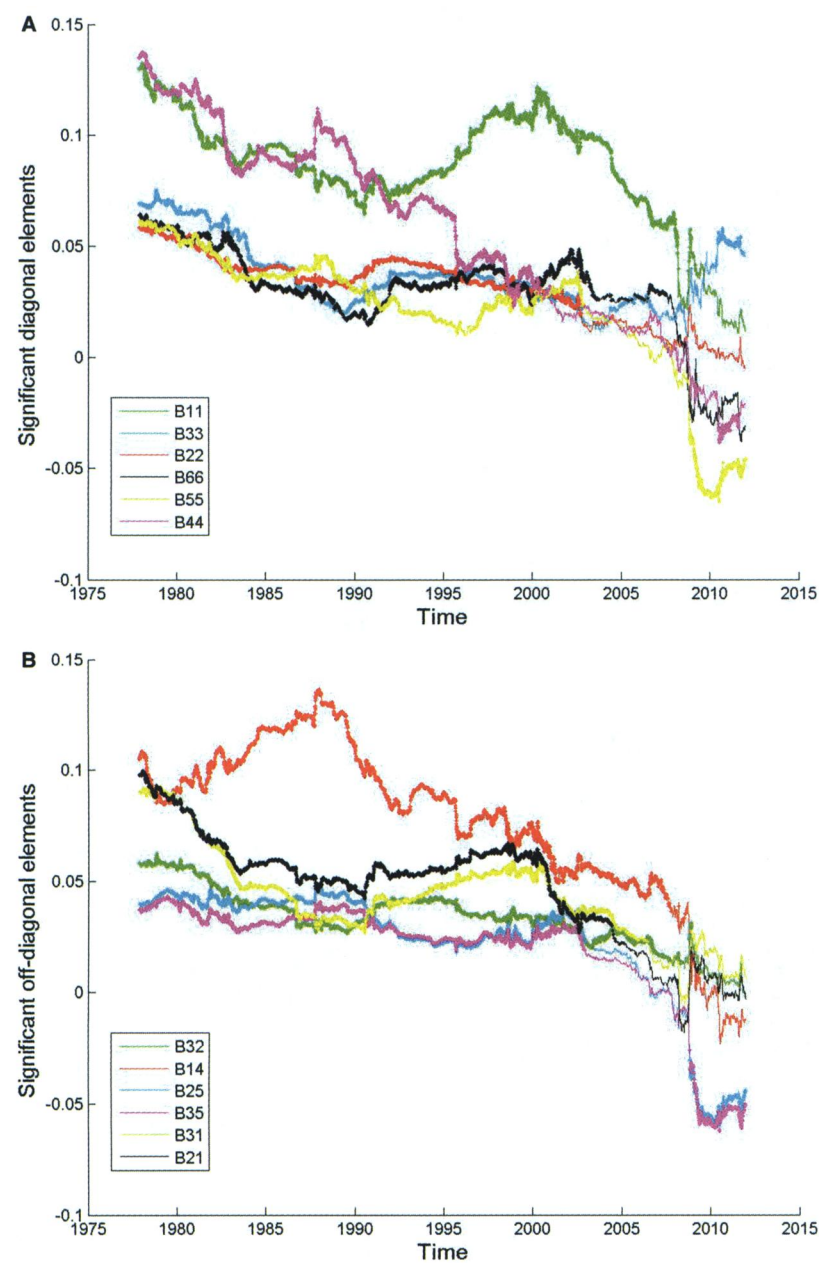 A
0.15
0.1
0.05
0
-0.05
-0.1
Significant diagonal elements
B11
B33
B22
B66
B55
B44
1975 1980 1985 1990 1995 2000 2005 2010 2015
Time
B
0.15
0.1
0.05
0
-0.05
-0.1
Significant off-diagonal elements
B32
B14
B25
B35
B31
B21
1975 1980 1985 1990 1995 2000 2005 2010 2015
Time